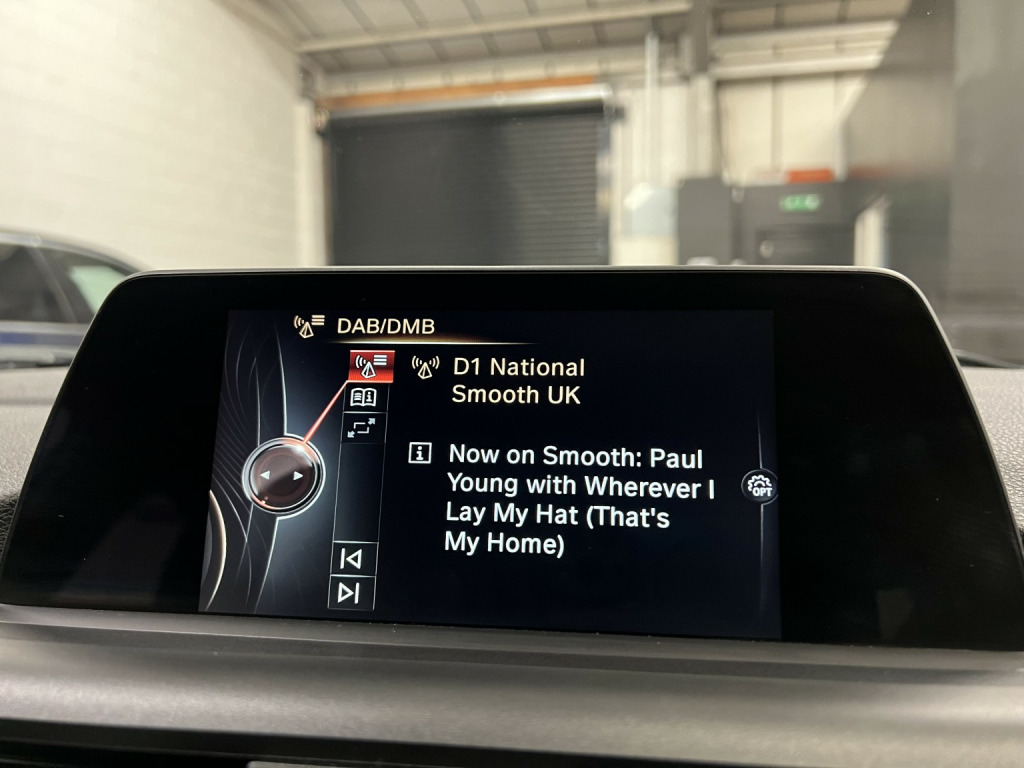 DAB/DMB
D1 National
Smooth UK
Now on Smooth: Paul
Young with Wherever I
Lay My Hat (That's
My Home)
OPT